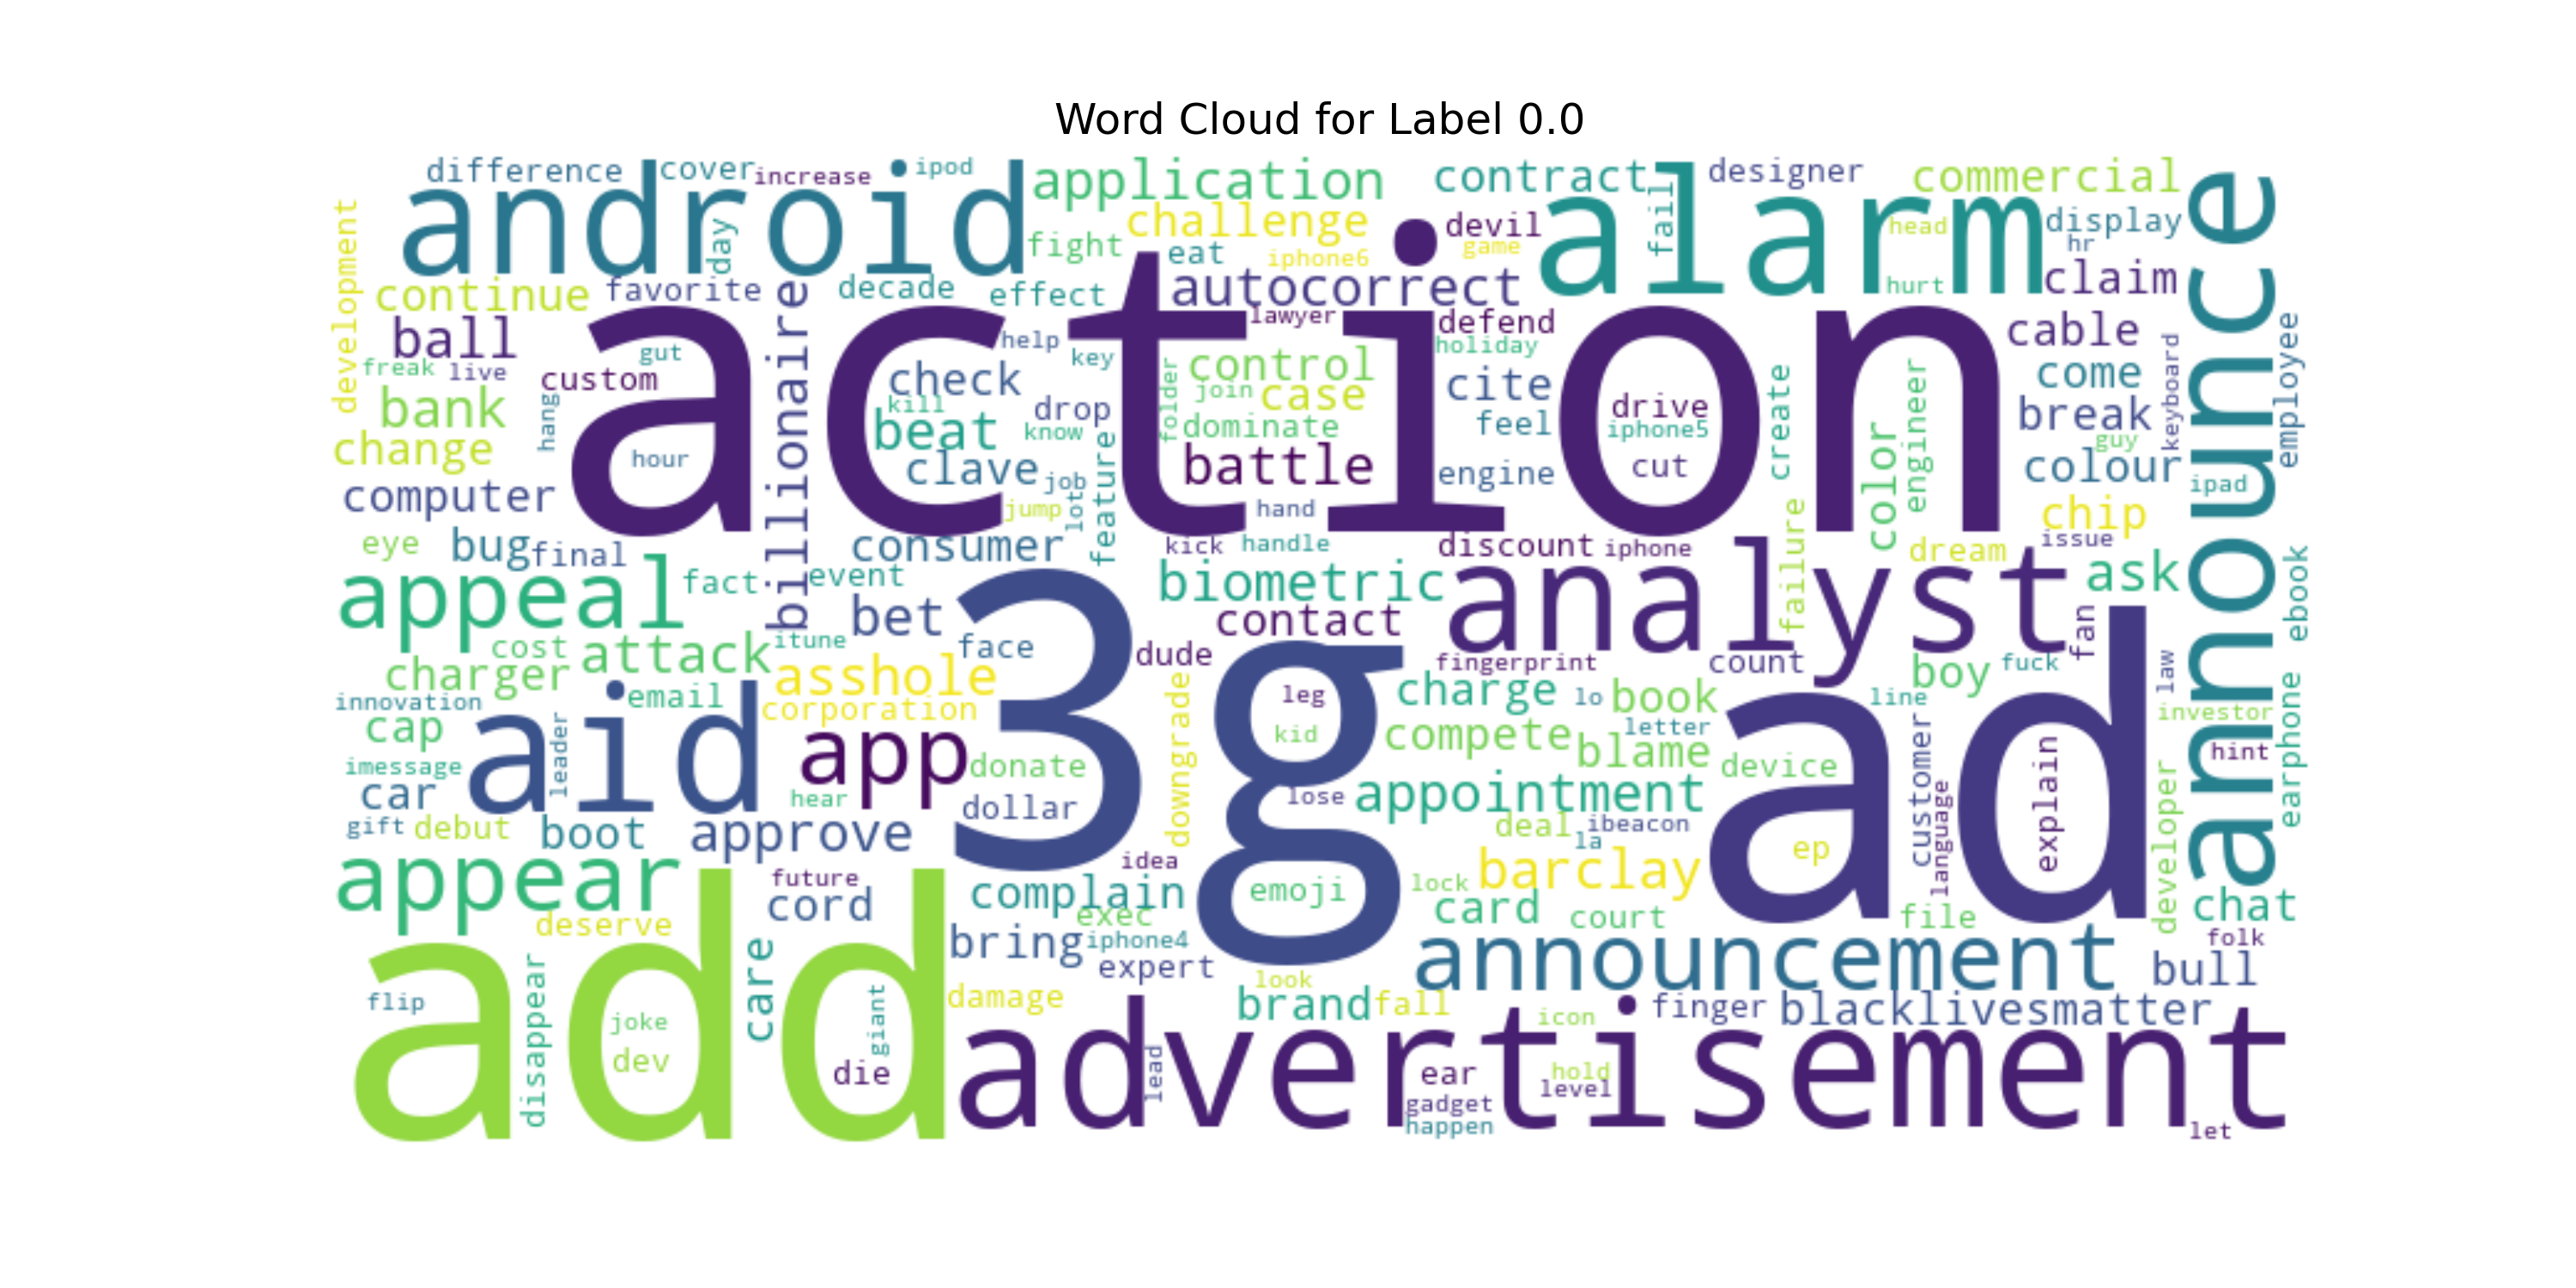 Word Cloud for Label 0.0
difference
cover
increase
ipod
application
contract
designer
commercial
android
challenge
devil
alarm
fail
head
display
hr
announce
development
day
fight
eat
iphone6
game
continue
favorite
decade
effect
autocorrect
hurt
claim
ball
billionaire
action
lawyer
defend
holiday
cable
keyboard
employee
freak
live
gut
custom
help
key
check
control
folder
join
case
cite
drive
iphone5
cut
create
engineer
color
come
break
guy
colour
ipad
bank
hang
change
hour
kill
beat
drop
know
dominate
feel
clave
job
battle
engine
computer
jump
lot
feature
hand
failure
chip
issue
eye
bug
final
consumer
kick
handle
discount
iphone
dream
appeal
fact
event
3g
biometric
analyst
ask
ebook
bet
contact
fan
cost
attack
itune
face
dude
fingerprint
count
boy
fuck
law
charger
asshole
innovation
email
corporation
downgrade
leg
charge
lo
book
line
ad
investor
earphone
cap
aid
leader
app
kid
compete
letter
blame
customer
explain
hint
imessage
donate
device
car
hear
dollar
lose
appointment
language
developer
gift
debut
boot
approve
deal
ibeacon
la
ep
appear
idea
barclay
future
cord
complain
emoji
lock
card
court
file
chat
deserve
exec
add
care
bring
iphone4
announcement
folk
expert
bull
flip
disappear
giant
damage
look
brand
fall
icon
finger
blacklivesmatter
joke
dev
die
advertisement
lead
ear
hold
level
gadget
happen
let